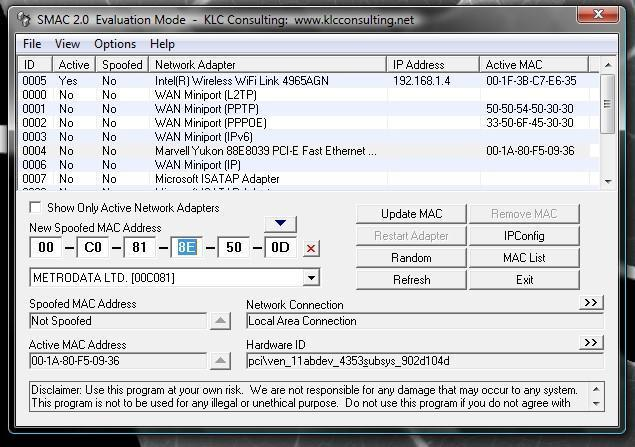 SMAC 2.0 Evaluation Mode - KLC Consulting: www.klcconsulting.net
File View Options Help
ID Active Spoofed Network Adapter IP Address Active MAC
0005 Yes No Intel(R) Wireless WiFi Link 4965AGN 192.168.1.4 00-1F-3B-C7-E6-35
0000 No No WAN Miniport (L2TP)
0001 No No WAN Miniport (PPTP) 50-50-54-50-30-30
0002 No No WAN Miniport (PPPOE) 33-50-6F-45-30-30
0003 No No WAN Miniport (IPv6)
0004 No No Marvell Yukon 88E8039 PCI-E Fast Ethernet ... 00-1A-80-F5-09-36
0006 No No WAN Miniport (IP)
0007 No No Microsoft ISATAP Adapter
Show Only Active Network Adapters
New Spoofed MAC Address
00 - C0 - 81 - 8E - 50 - 0D X
METRODATA LTD. [00C081]
Update MAC Remove MAC
Restart Adapter IPConfig
Random MAC List
Refresh Exit
Spoofed MAC Address
Not Spoofed
Network Connection >>
Local Area Connection
Active MAC Address
00-1A-80-F5-09-36
Hardware ID >>
pci\ven_11abdev_4353subsys_902d104d
Disclaimer: Use this program at your own risk. We are not responsible for any damage that may occur to any system.
This program is not to be used for any illegal or unethical purpose. Do not use this program if you do not agree with